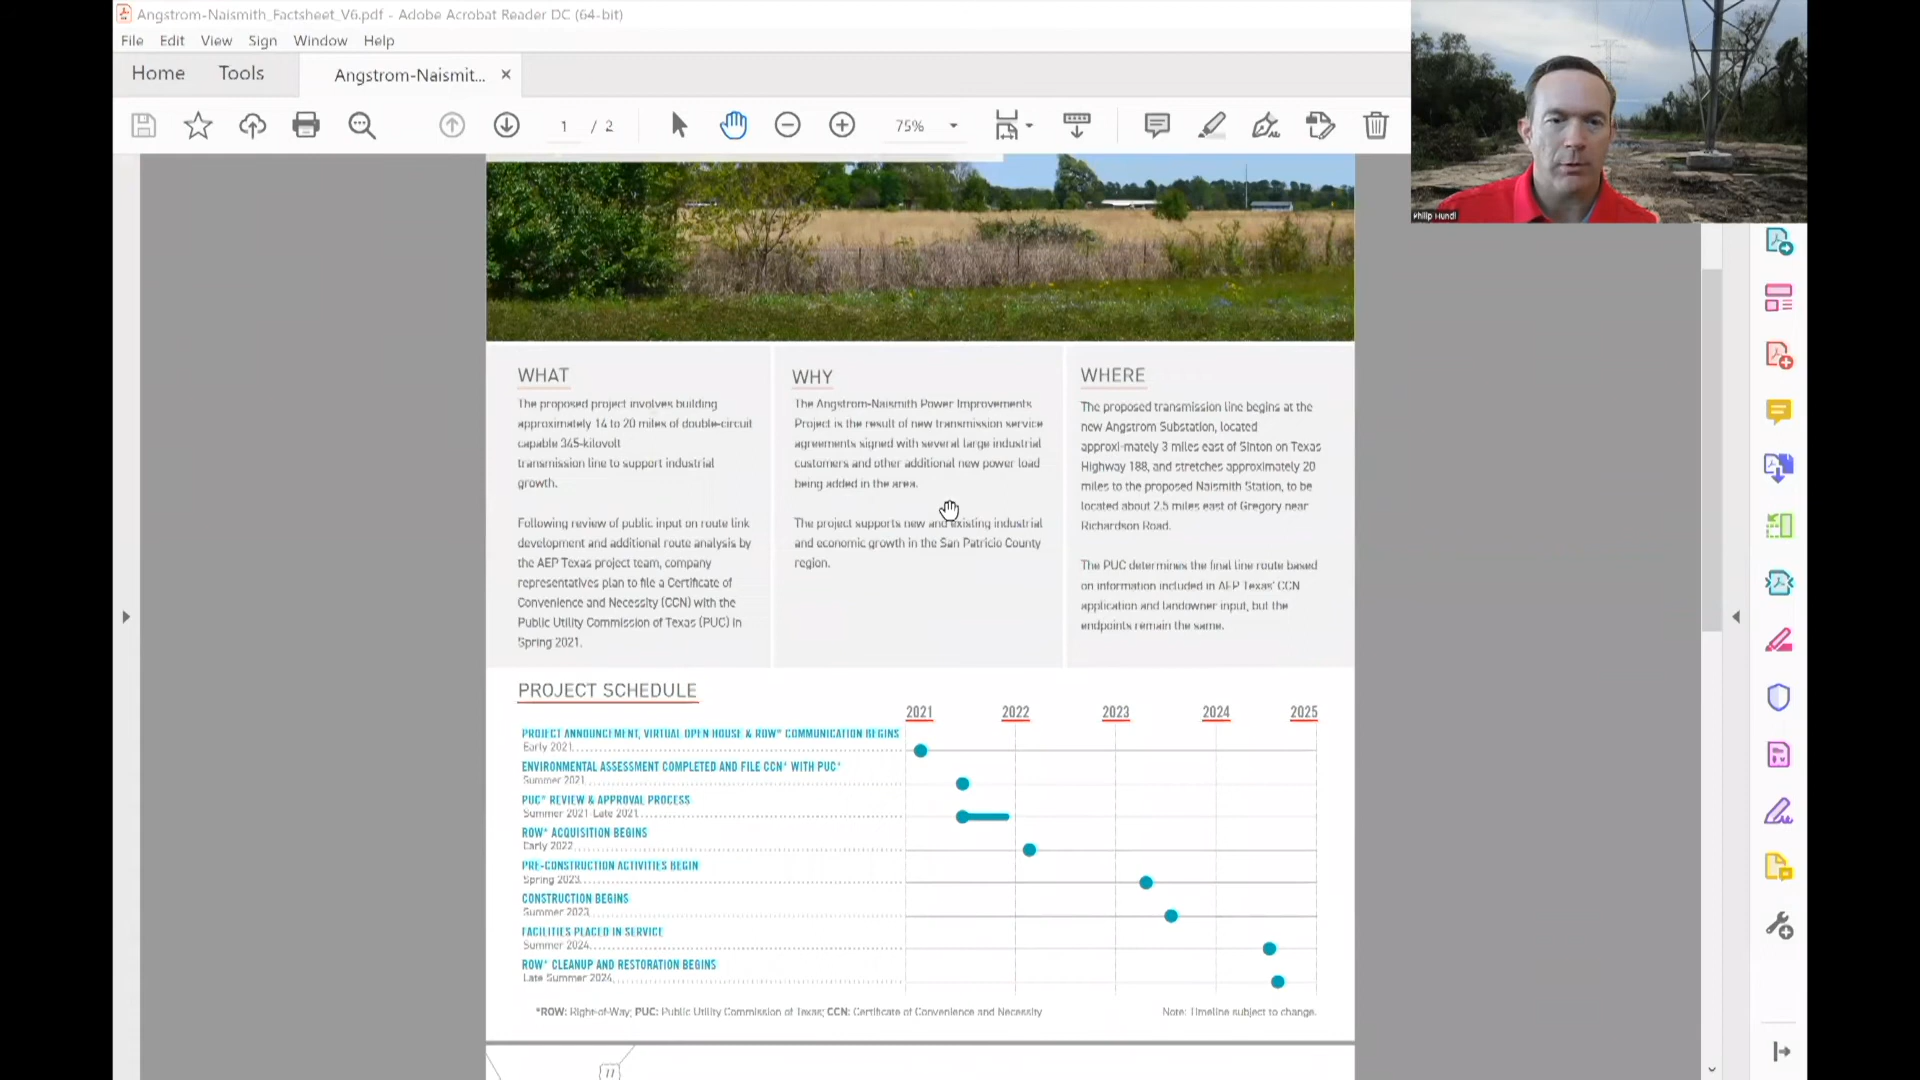 Angstrom-Naismith_Factsheet_V6.pdf - Adobe Acrobat Reader DC (64-bit)
File Edit View Sign Window Help
Home Tools Angstrom-Naismit... ×
1 / 2 75%
Philip Hundl
WHAT
The proposed project involves building
approximately 14 to 20 miles of double-circuit
capable 345-kilovolt
transmission line to support industrial
growth.
Following review of public input on route link
development and additional route analysis by
the AEP Texas project team, company
representatives plan to file a Certificate of
Convenience and Necessity (CCN) with the
Public Utility Commission of Texas (PUC) in
Spring 2021.
WHY
The Angstrom-Naismith Power Improvements
Project is the result of new transmission service
agreements signed with several large industrial
customers and other additional new power load
being added in the area.
The project supports new and existing industrial
and economic growth in the San Patricio County
region.
WHERE
The proposed transmission line begins at the
new Angstrom Substation, located
approxi-mately 3 miles east of Sinton on Texas
Highway 188, and stretches approximately 20
miles to the proposed Naismith Station, to be
located about 2.5 miles east of Gregory near
Richardson Road.
The PUC determines the final line route based
on information included in AEP Texas' CCN
application and landowner input, but the
endpoints remain the same.
PROJECT SCHEDULE
2021 2022 2023 2024 2025
PROJECT ANNOUNCEMENT, VIRTUAL OPEN HOUSE & ROW* COMMUNICATION BEGINS
Early 2021
ENVIRONMENTAL ASSESSMENT COMPLETED AND FILE CCN* WITH PUC*
Summer 2021
PUC* REVIEW & APPROVAL PROCESS
Summer 2021-Late 2021
ROW* ACQUISITION BEGINS
Early 2022
PRE-CONSTRUCTION ACTIVITIES BEGIN
Spring 2023
CONSTRUCTION BEGINS
Summer 2023
FACILITIES PLACED IN SERVICE
Summer 2024
ROW* CLEANUP AND RESTORATION BEGINS
Late Summer 2024
*ROW: Right-of-Way; PUC: Public Utility Commission of Texas; CCN: Certificate of Convenience and Necessity
Note: Timeline subject to change.